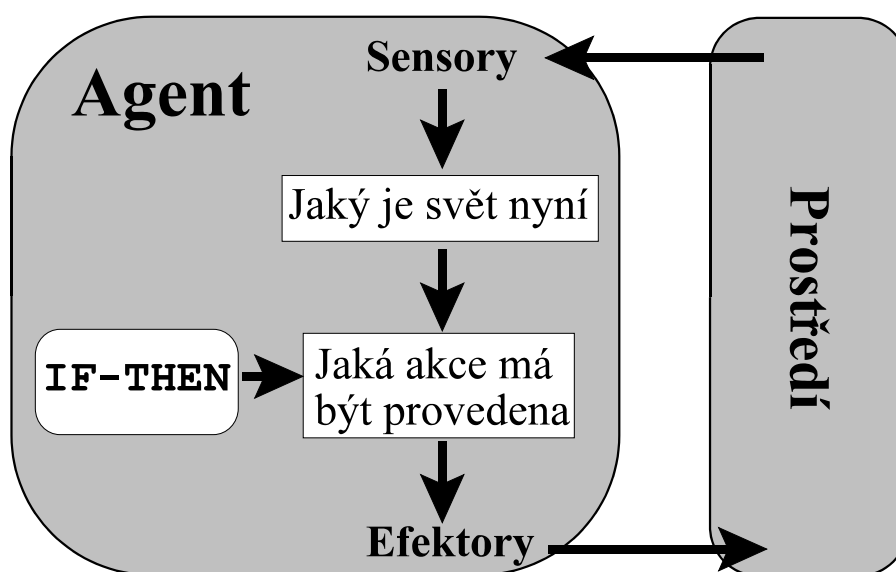 Agent
Sensory
Jaký je svět nyní
IF-THEN
Jaká akce má
být provedena
Efektory
Prostředí